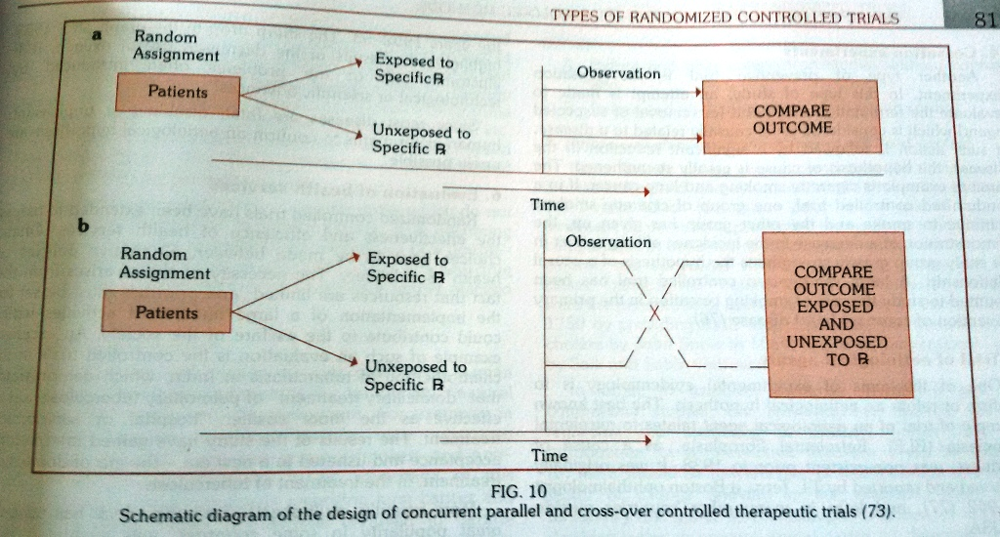 TYPES OF RANDOMIZED CONTROLLED TRIALS
81
a
Random
Assignment
Patients
Exposed to
Specific ℞
Unexposed to
Specific ℞
Observation
COMPARE
OUTCOME
Time
b
Random
Assignment
Patients
Exposed to
Specific ℞
Unexposed to
Specific ℞
Observation
COMPARE
OUTCOME
EXPOSED
AND
UNEXPOSED
TO ℞
Time
FIG. 10
Schematic diagram of the design of concurrent parallel and cross-over controlled therapeutic trials (73).